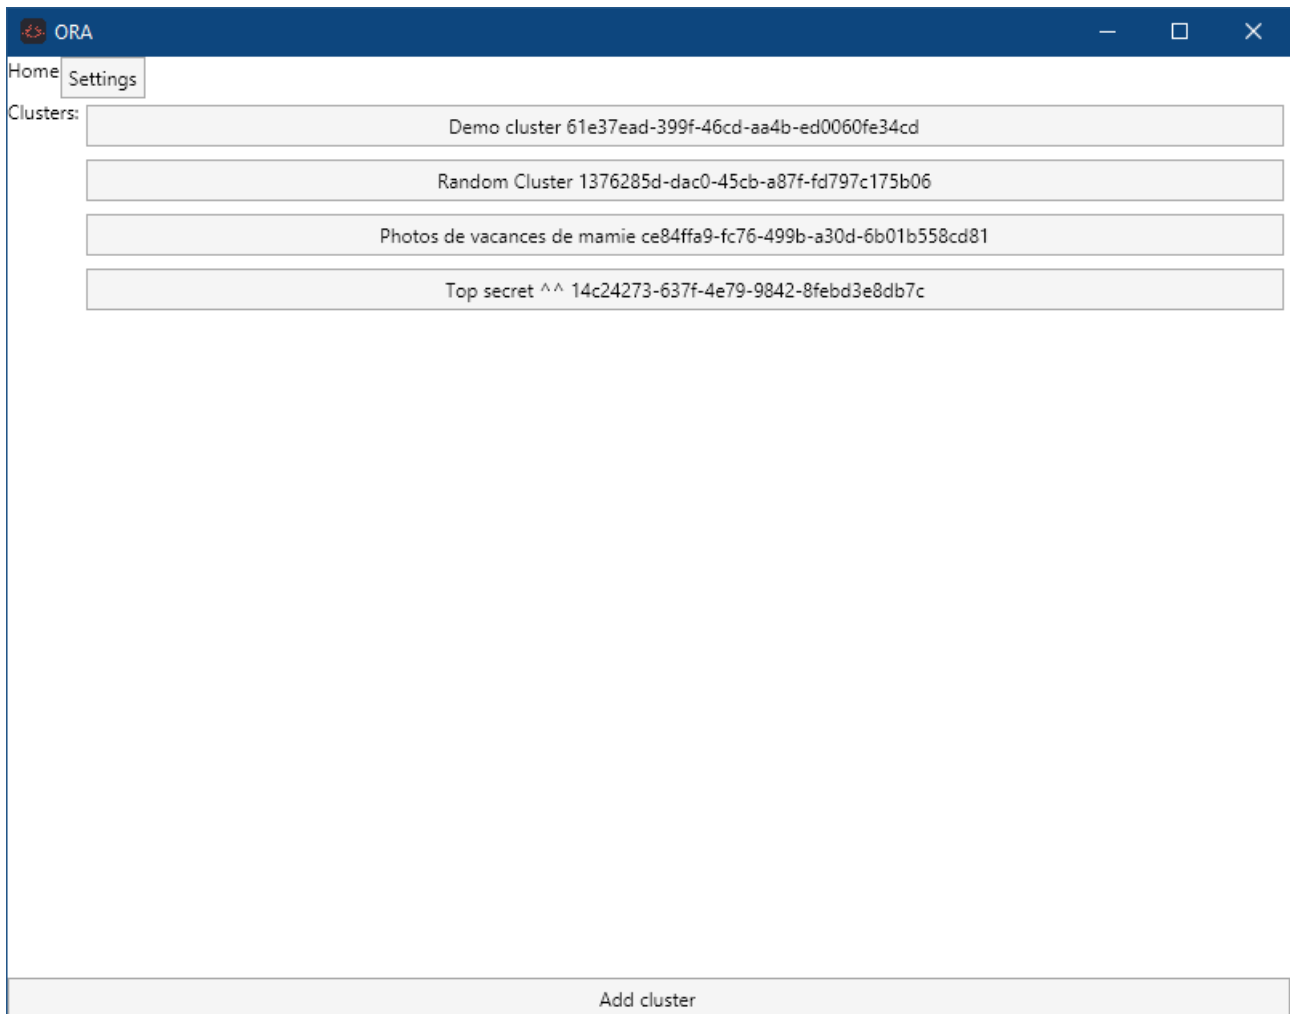 ORA
Home Settings
Clusters:
Demo cluster 61e37ead-399f-46cd-aa4b-ed0060fe34cd
Random Cluster 1376285d-dac0-45cb-a87f-fd797c175b06
Photos de vacances de mamie ce84ffa9-fc76-499b-a30d-6b01b558cd81
Top secret ^^ 14c24273-637f-4e79-9842-8febd3e8db7c
Add cluster